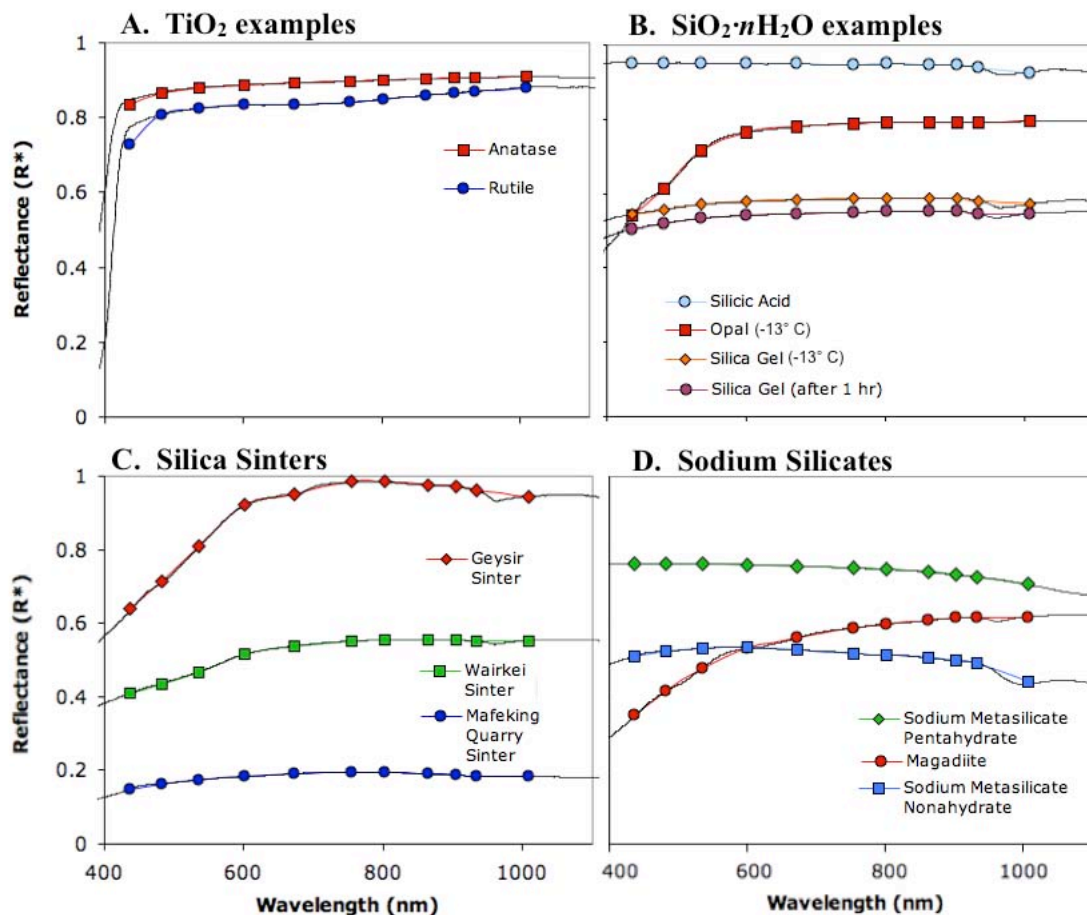 A. TiO₂ examples
B. SiO₂·nH₂O examples
Reflectance (R*)
1
0.8
0.6
0.4
0.2
0
Anatase
Rutile
Silicic Acid
Opal (-13° C)
Silica Gel (-13° C)
Silica Gel (after 1 hr)
C. Silica Sinters
D. Sodium Silicates
Reflectance (R*)
1
0.8
0.6
0.4
0.2
0
Geysir
Sinter
Wairkei
Sinter
Mafeking
Quarry
Sinter
Sodium Metasilicate
Pentahydrate
Magadiite
Sodium Metasilicate
Nonahydrate
400 600 800 1000
400 600 800 1000
Wavelength (nm)
Wavelength (nm)